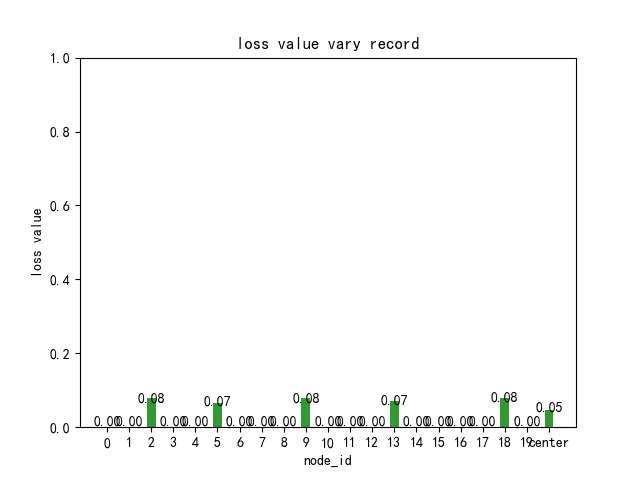 loss value vary record
1.0
0.8
0.6
0.4
0.2
0.0
loss value
0.00 0.00 0.08 0.00 0.00 0.07 0.00 0.00 0.00 0.08 0.00 0.00 0.00 0.07 0.00 0.00 0.00 0.00 0.08 0.00 0.05
0 1 2 3 4 5 6 7 8 9 10 11 12 13 14 15 16 17 18 19 center
node_id